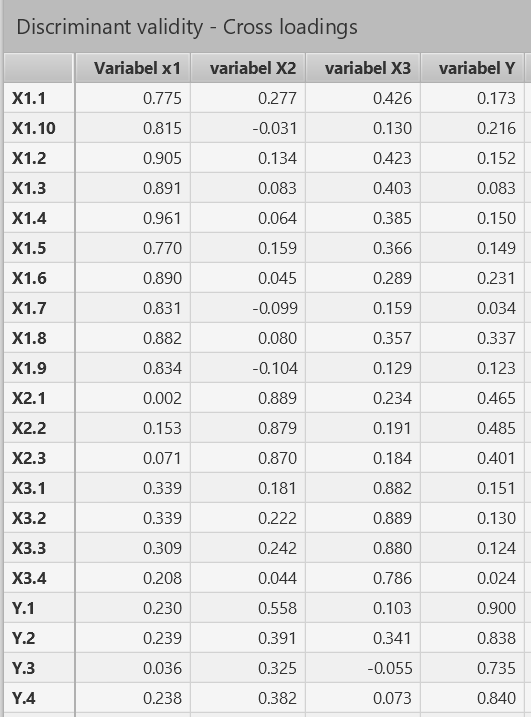 Discriminant validity - Cross loadings
Variabel x1 variabel X2 variabel X3 variabel Y
X1.1 0.775 0.277 0.426 0.173
X1.10 0.815 -0.031 0.130 0.216
X1.2 0.905 0.134 0.423 0.152
X1.3 0.891 0.083 0.403 0.083
X1.4 0.961 0.064 0.385 0.150
X1.5 0.770 0.159 0.366 0.149
X1.6 0.890 0.045 0.289 0.231
X1.7 0.831 -0.099 0.159 0.034
X1.8 0.882 0.080 0.357 0.337
X1.9 0.834 -0.104 0.129 0.123
X2.1 0.002 0.889 0.234 0.465
X2.2 0.153 0.879 0.191 0.485
X2.3 0.071 0.870 0.184 0.401
X3.1 0.339 0.181 0.882 0.151
X3.2 0.339 0.222 0.889 0.130
X3.3 0.309 0.242 0.880 0.124
X3.4 0.208 0.044 0.786 0.024
Y.1 0.230 0.558 0.103 0.900
Y.2 0.239 0.391 0.341 0.838
Y.3 0.036 0.325 -0.055 0.735
Y.4 0.238 0.382 0.073 0.840